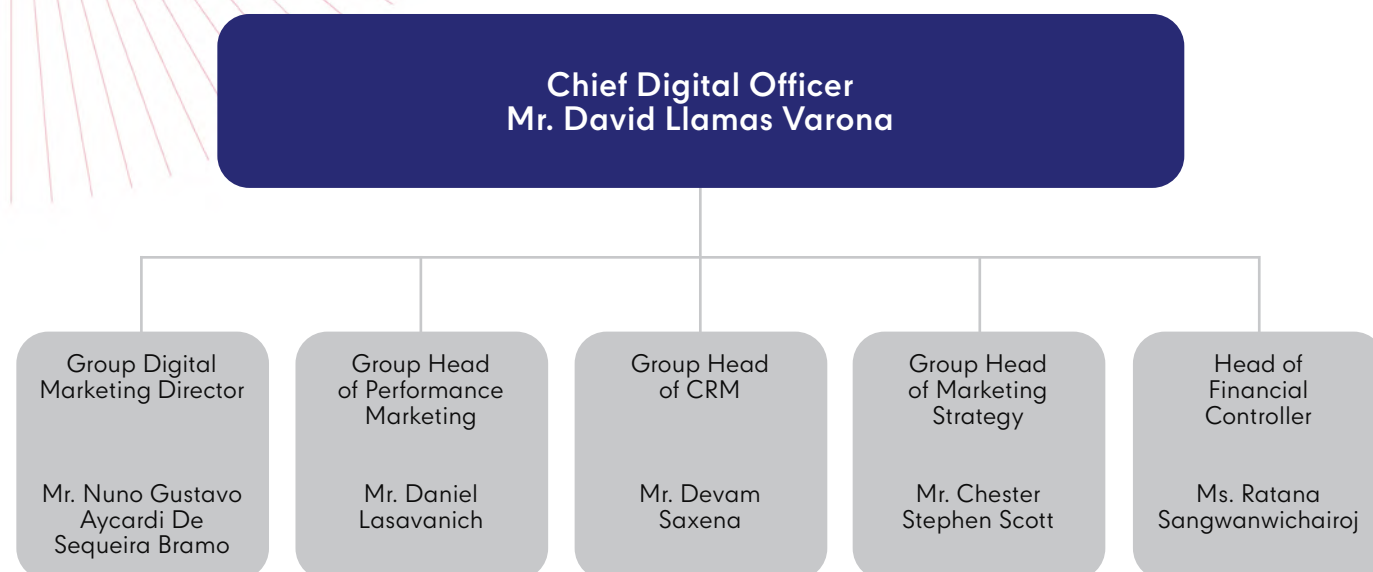 Chief Digital Officer
Mr. David Llamas Varona
Group Digital
Marketing Director
Mr. Nuno Gustavo
Aycardi De
Sequeira Bramo
Group Head
of Performance
Marketing
Mr. Daniel
Lasavanich
Group Head
of CRM
Mr. Devam
Saxena
Group Head
of Marketing
Strategy
Mr. Chester
Stephen Scott
Head of
Financial
Controller
Ms. Ratana
Sangwanwichairoj